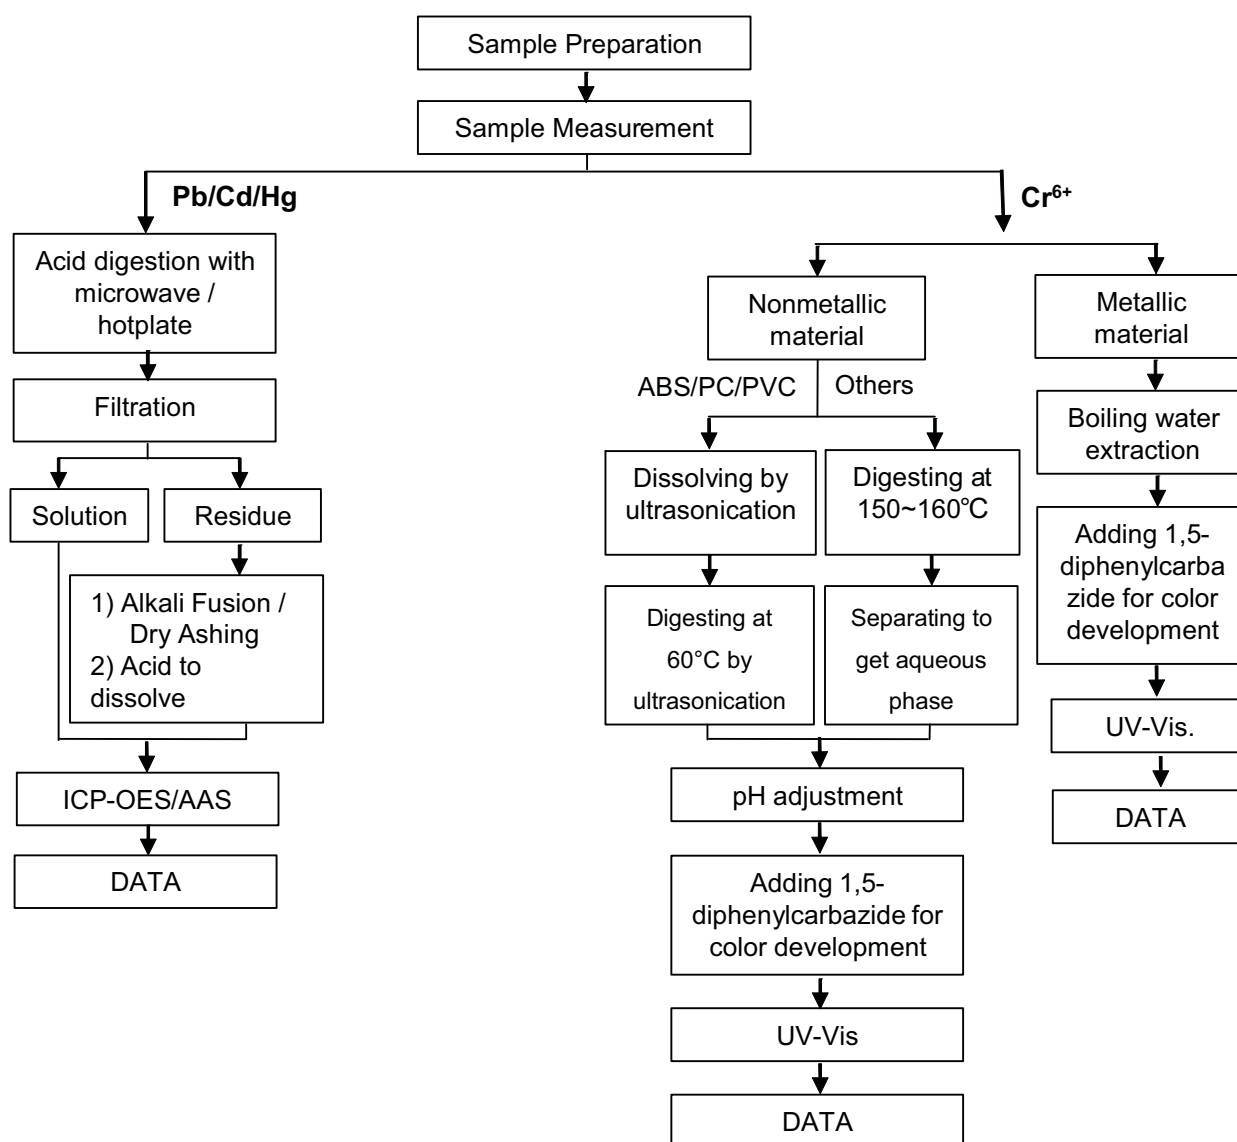 Sample Preparation
Sample Measurement
Pb/Cd/Hg
Acid digestion with
microwave /
hotplate
Filtration
Solution
Residue
1) Alkali Fusion /
Dry Ashing
2) Acid to
dissolve
ICP-OES/AAS
DATA
Cr⁶⁺
Nonmetallic
material
ABS/PC/PVC
Others
Dissolving by
ultrasonication
Digesting at
60°C by
ultrasonication
Digesting at
150~160℃
Separating to
get aqueous
phase
pH adjustment
Adding 1,5-
diphenylcarbazide for
color development
UV-Vis
DATA
Metallic
material
Boiling water
extraction
Adding 1,5-
diphenylcarba
zide for color
development
UV-Vis.
DATA